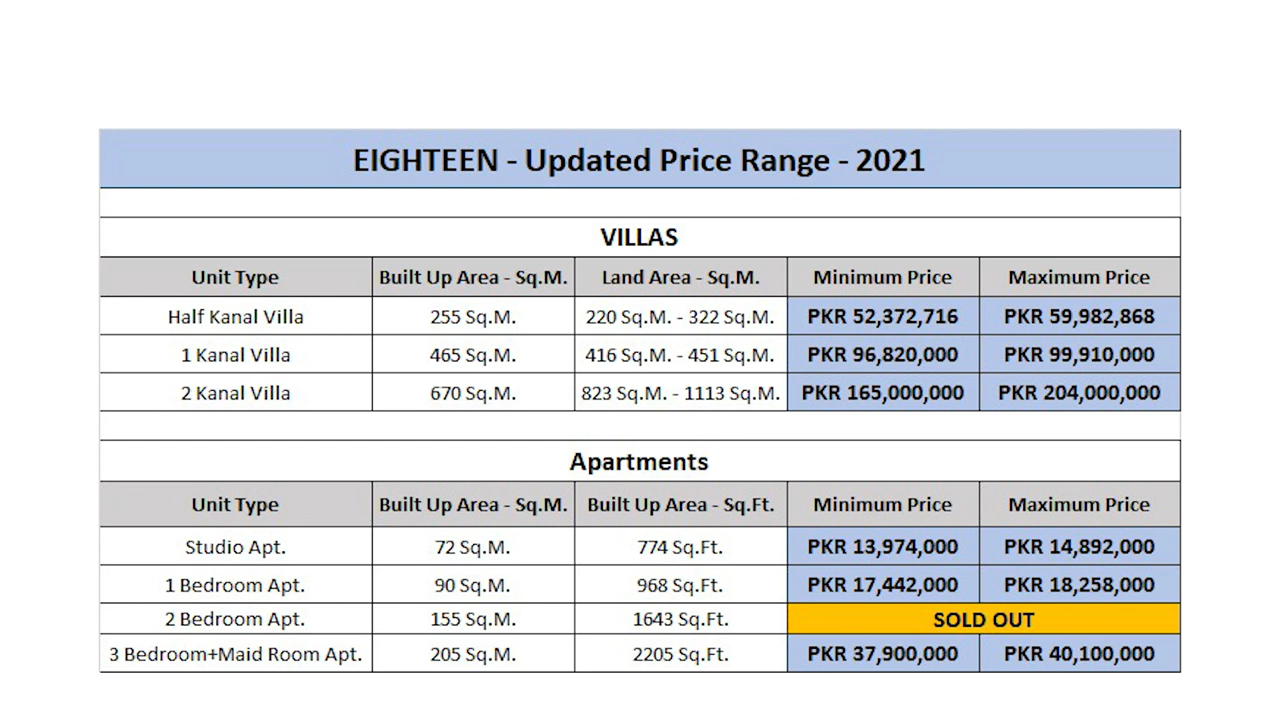 EIGHTEEN - Updated Price Range - 2021
VILLAS
Unit Type Built Up Area - Sq.M. Land Area - Sq.M. Minimum Price Maximum Price
Half Kanal Villa 255 Sq.M. 220 Sq.M. - 322 Sq.M. PKR 52,372,716 PKR 59,982,868
1 Kanal Villa 465 Sq.M. 416 Sq.M. - 451 Sq.M. PKR 96,820,000 PKR 99,910,000
2 Kanal Villa 670 Sq.M. 823 Sq.M. - 1113 Sq.M. PKR 165,000,000 PKR 204,000,000
Apartments
Unit Type Built Up Area - Sq.M. Built Up Area - Sq.Ft. Minimum Price Maximum Price
Studio Apt. 72 Sq.M. 774 Sq.Ft. PKR 13,974,000 PKR 14,892,000
1 Bedroom Apt. 90 Sq.M. 968 Sq.Ft. PKR 17,442,000 PKR 18,258,000
2 Bedroom Apt. 155 Sq.M. 1643 Sq.Ft. SOLD OUT
3 Bedroom+Maid Room Apt. 205 Sq.M. 2205 Sq.Ft. PKR 37,900,000 PKR 40,100,000